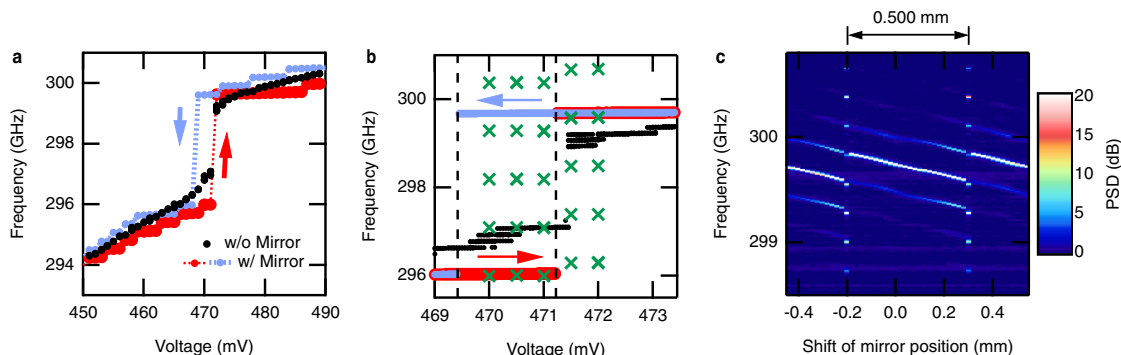 a
Frequency (GHz)
300
298
296
294
450
460
470
480
490
Voltage (mV)
w/o Mirror
w/ Mirror
b
Frequency (GHz)
300
298
296
469
470
471
472
473
Voltage (mV)
c
0.500 mm
Frequency (GHz)
300
299
-0.4
-0.2
0.0
0.2
0.4
Shift of mirror position (mm)
20
15
10
5
0
PSD (dB)